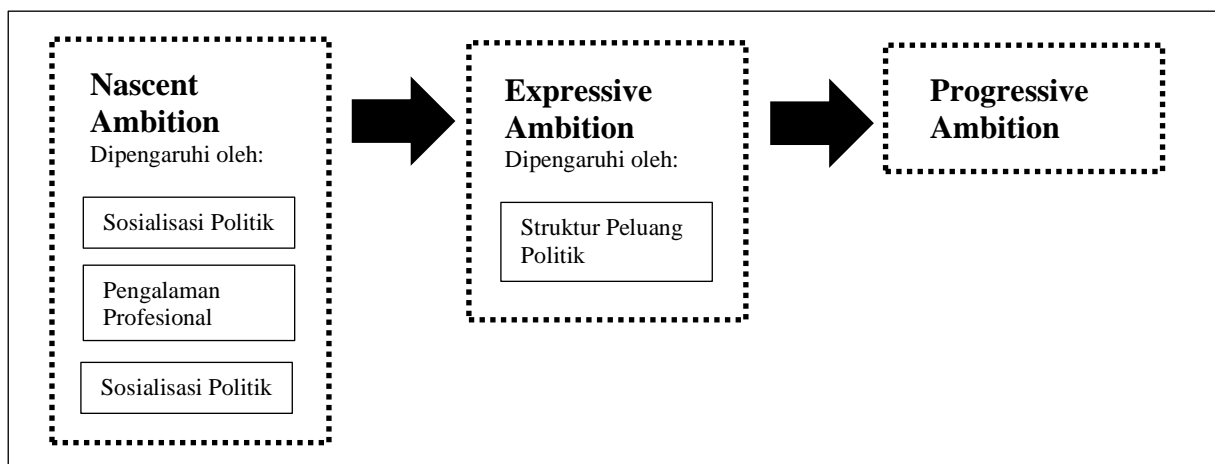 Nascent
Ambition
Dipengaruhi oleh:
Sosialisasi Politik
Pengalaman
Profesional
Sosialisasi Politik
Expressive
Ambition
Dipengaruhi oleh:
Struktur Peluang
Politik
Progressive
Ambition